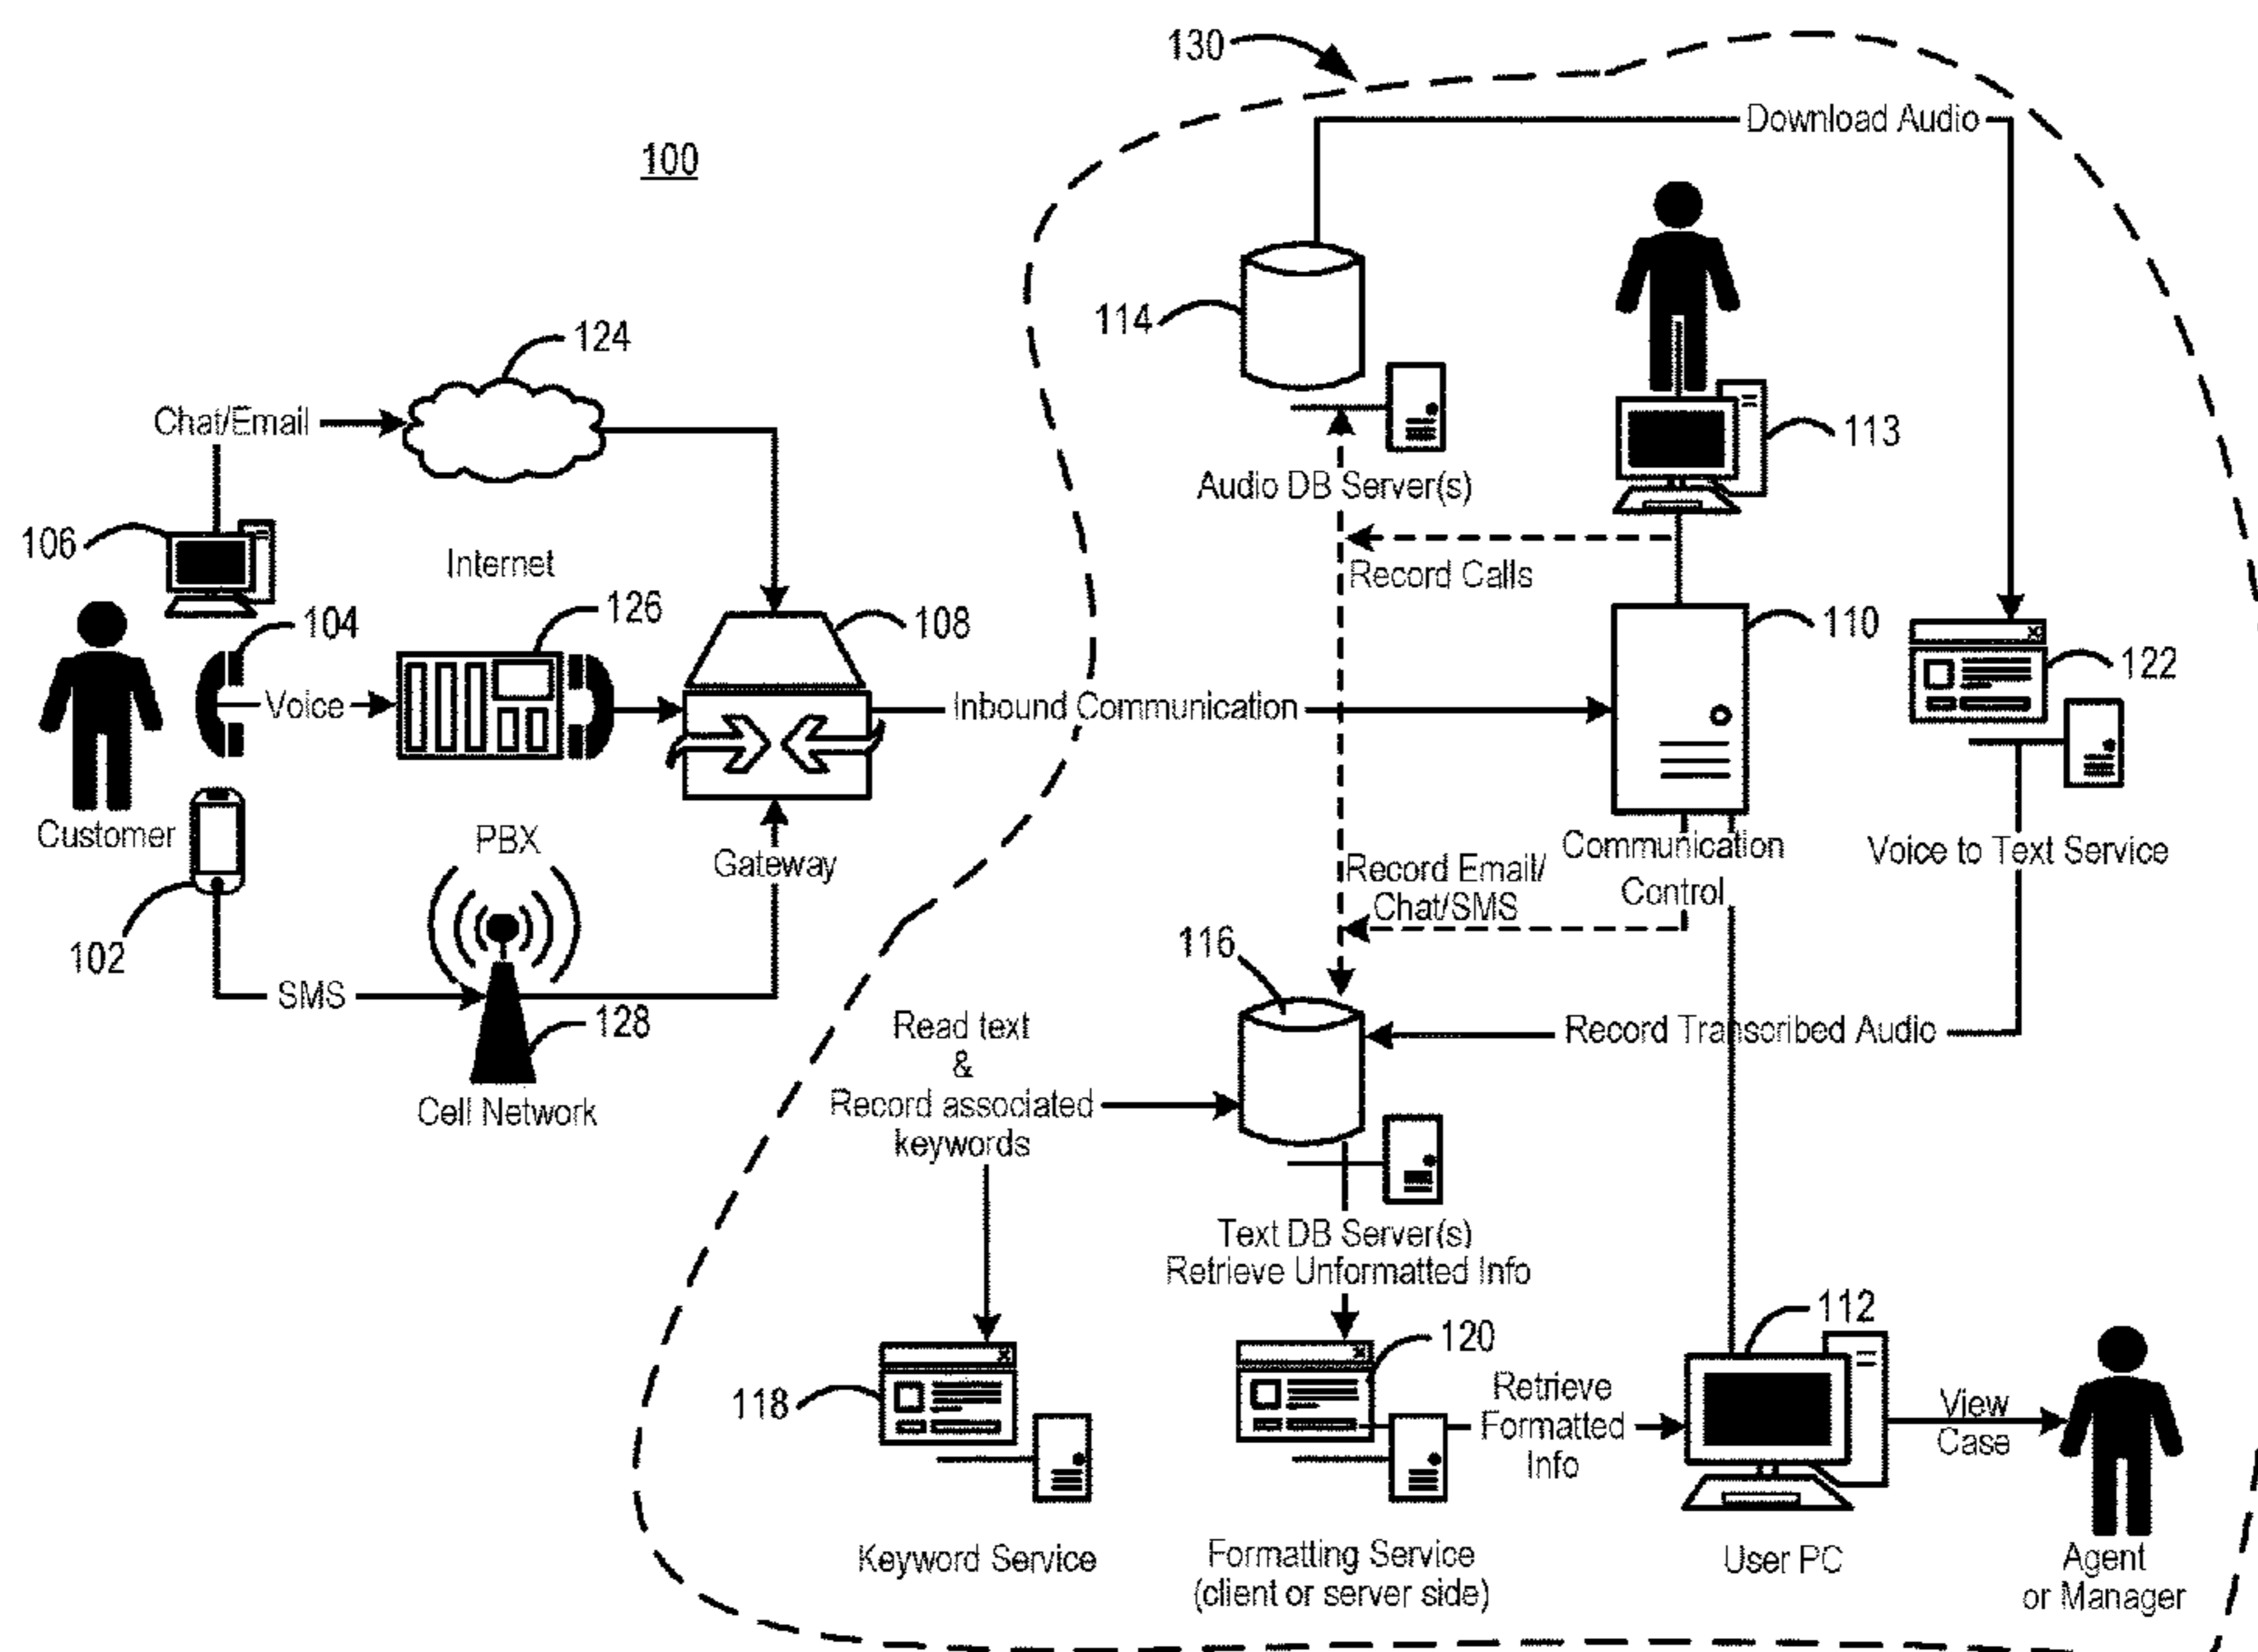 130
Download Audio
100
114
124
Chat/Email
113
Audio DB Server(s)
106
Internet
Record Calls
104
126
108
110
122
Voice
Inbound Communication
Customer
PBX
Gateway
Communication
Control
Voice to Text Service
Record Email/
Chat/SMS
102
116
SMS
128
Cell Network
Read text
&
Record associated
keywords
Record Transcribed Audio
Text DB Server(s)
Retrieve Unformatted Info
112
120
118
Retrieve
Formatted
Info
View
Case
Keyword Service
Formatting Service
(client or server side)
User PC
Agent
or Manager